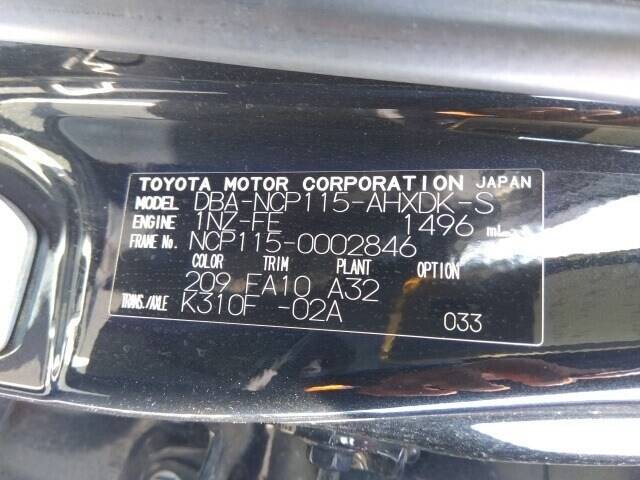 TOYOTA MOTOR CORPORATION JAPAN
MODEL DBA-NCP115-AHXDK-S
ENGINE 1NZ-FE 1496 mL
FRAME No. NCP115-0002846
COLOR TRIM PLANT OPTION
209 FA10 A32
TRANS./AXLE K310F -02A
033